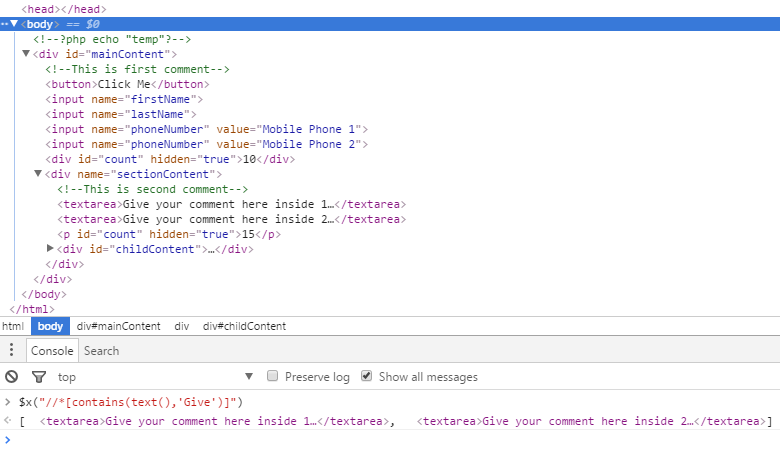 <head></head>
<body> == $0
<!--?php echo "temp"?-->
<div id="mainContent">
<!--This is first comment-->
<button>Click Me</button>
<input name="firstName">
<input name="lastName">
<input name="phoneNumber" value="Mobile Phone 1">
<input name="phoneNumber" value="Mobile Phone 2">
<div id="count" hidden="true">10</div>
<div name="sectionContent">
<!--This is second comment-->
<textarea>Give your comment here inside 1…</textarea>
<textarea>Give your comment here inside 2…</textarea>
<p id="count" hidden="true">15</p>
<div id="childContent">…</div>
</div>
</div>
</body>
</html>
html body div#mainContent div div#childContent
Console Search
top Preserve log Show all messages
$x("//*[contains(text(),'Give')]")
[ <textarea>Give your comment here inside 1…</textarea>, <textarea>Give your comment here inside 2…</textarea>]